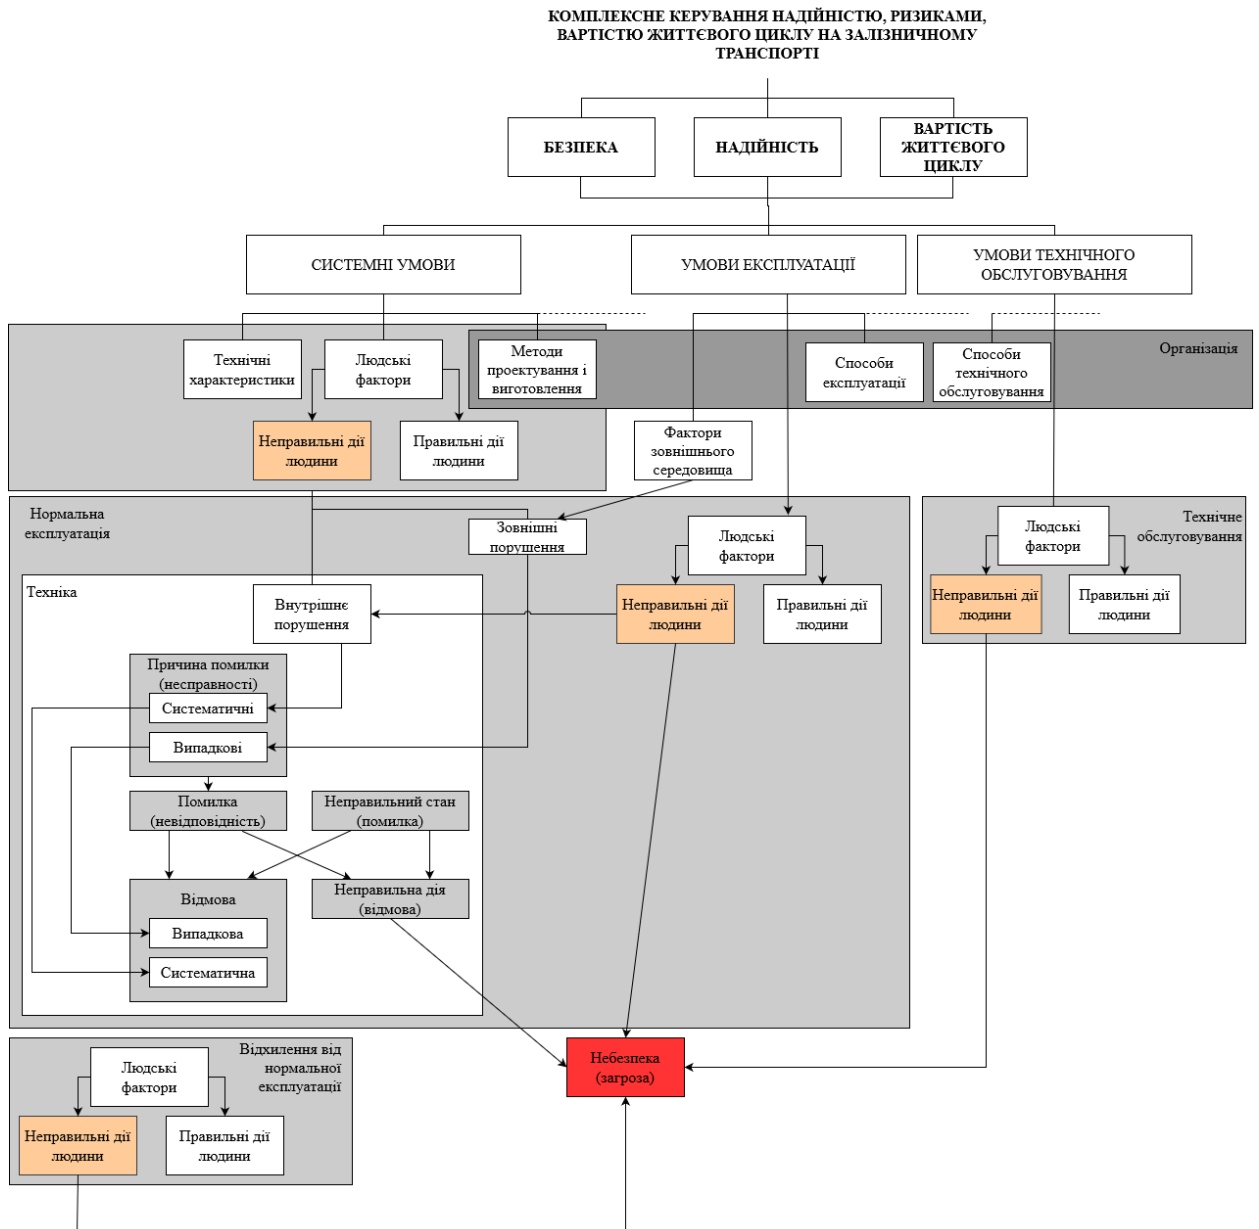 КОМПЛЕКСНЕ КЕРУВАННЯ НАДІЙНІСТЮ, РИЗИКАМИ,
ВАРТІСТЮ ЖИТТЄВОГО ЦИКЛУ НА ЗАЛІЗНИЧНОМУ
ТРАНСПОРТІ
БЕЗПЕКА
НАДІЙНІСТЬ
ВАРТІСТЬ
ЖИТТЄВОГО
ЦИКЛУ
СИСТЕМНІ УМОВИ
УМОВИ ЕКСПЛУАТАЦІЇ
УМОВИ ТЕХНІЧНОГО
ОБСЛУГОВУВАННЯ
Технічні
характеристики
Людські
фактори
Методи
проектування і
виготовлення
Способи
експлуатації
Способи
технічного
обслуговування
Організація
Неправильні дії
людини
Правильні дії
людини
Фактори
зовнішнього
середовища
Нормальна
експлуатація
Зовнішні
порушення
Людські
фактори
Неправильні дії
людини
Правильні дії
людини
Людські
фактори
Технічне
обслуговування
Неправильні дії
людини
Правильні дії
людини
Техніка
Внутрішнє
порушення
Причина помилки
(несправності)
Систематичні
Випадкові
Помилка
(невідповідність)
Неправильний стан
(помилка)
Відмова
Випадкова
Систематична
Неправильна дія
(відмова)
Небезпека
(загроза)
Відхилення від
нормальної
експлуатації
Людські
фактори
Неправильні дії
людини
Правильні дії
людини